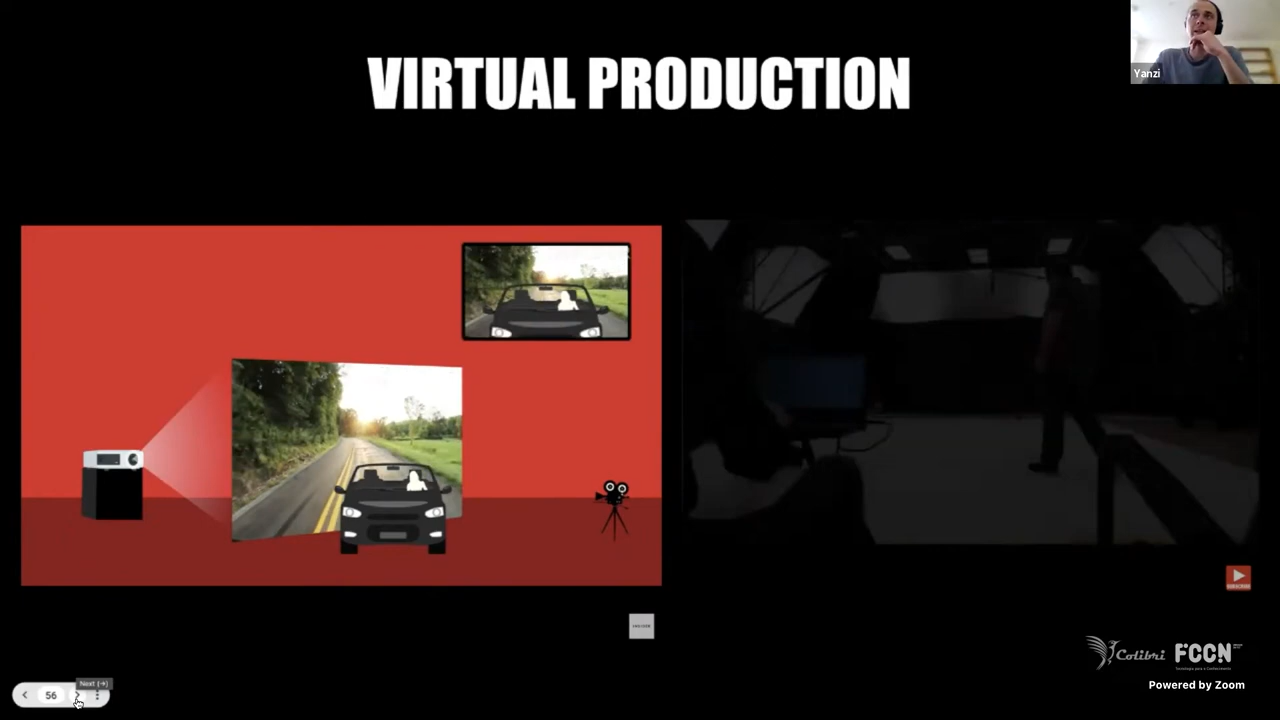 VIRTUAL PRODUCTION
Yanzi
Colibri FCCN
Powered by Zoom
Next (→)
56